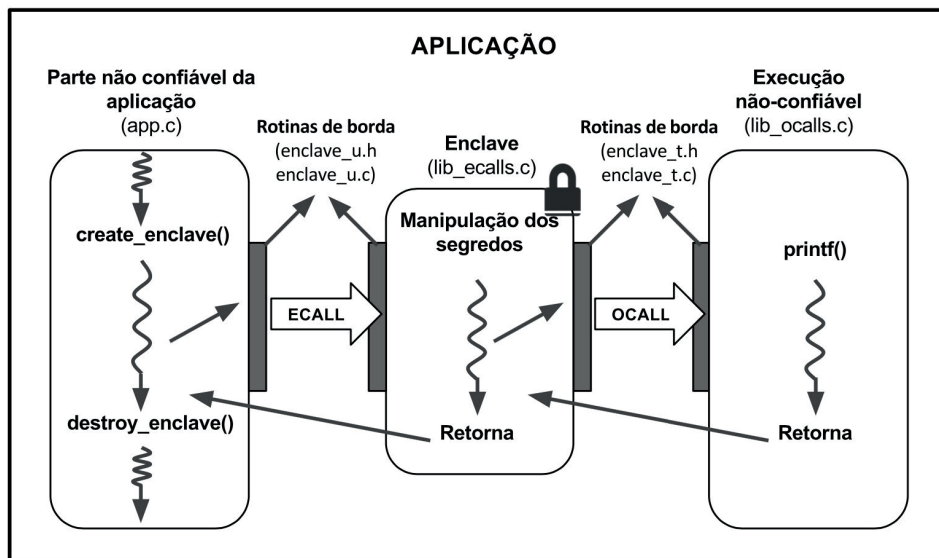 APLICAÇÃO
Parte não confiável da
aplicação
(app.c)
Rotinas de borda
(enclave_u.h
enclave_u.c)
Enclave
(lib_ecalls.c)
Rotinas de borda
(enclave_t.h
enclave_t.c)
Execução
não-confiável
(lib_ocalls.c)
create_enclave()
Manipulação dos
segredos
printf()
ECALL
OCALL
destroy_enclave()
Retorna
Retorna